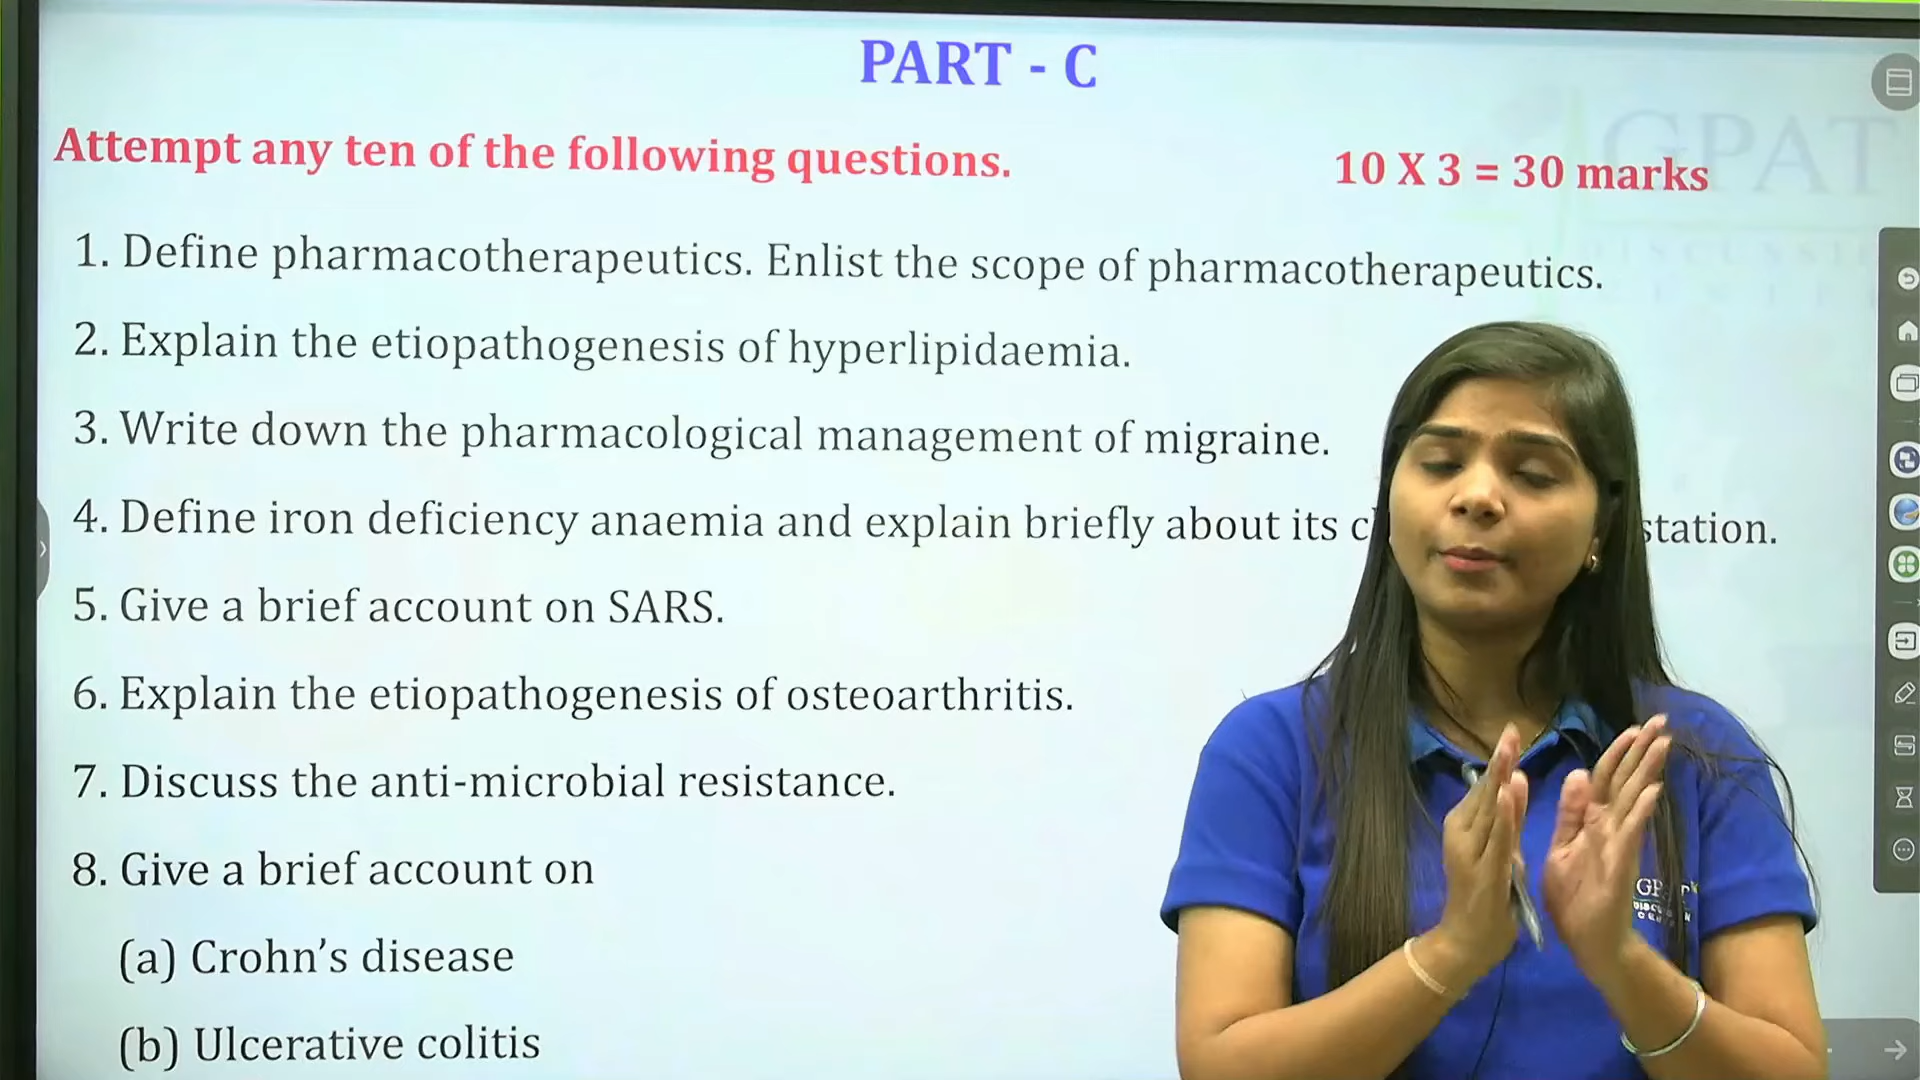 PART - C
Attempt any ten of the following questions.
10 X 3 = 30 marks
GPAT
1. Define pharmacotherapeutics. Enlist the scope of pharmacotherapeutics.
2. Explain the etiopathogenesis of hyperlipidaemia.
3. Write down the pharmacological management of migraine.
4. Define iron deficiency anaemia and explain briefly about its
5. Give a brief account on SARS.
6. Explain the etiopathogenesis of osteoarthritis.
7. Discuss the anti-microbial resistance.
8. Give a brief account on
(a) Crohn's disease
(b) Ulcerative colitis